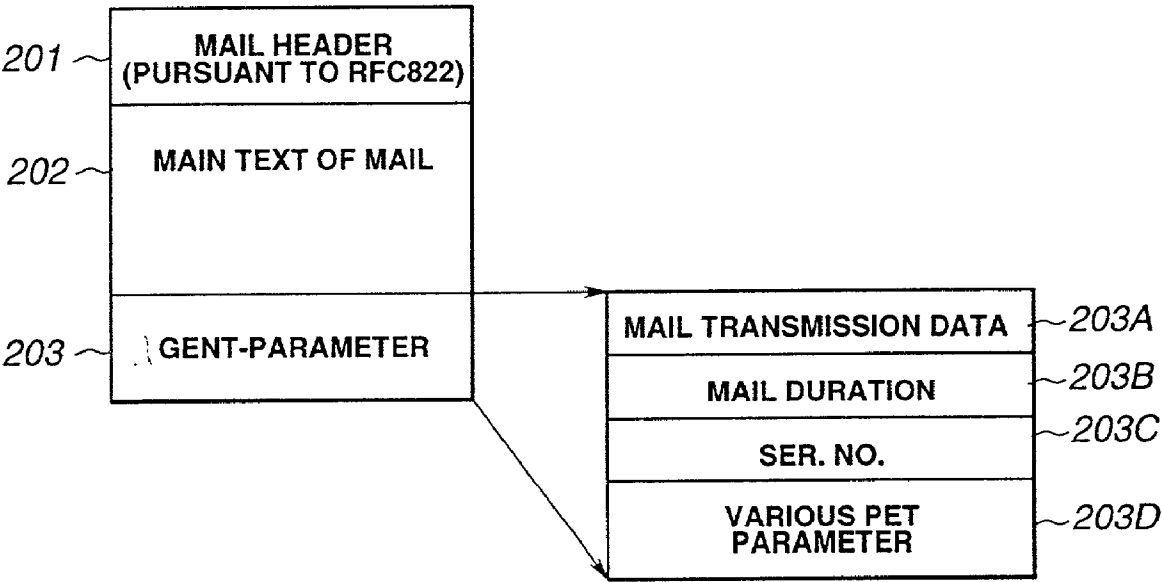 201
MAIL HEADER
(PURSUANT TO RFC822)
202
MAIN TEXT OF MAIL
203
GENT-PARAMETER
MAIL TRANSMISSION DATA
203A
MAIL DURATION
203B
SER. NO.
203C
VARIOUS PET
PARAMETER
203D